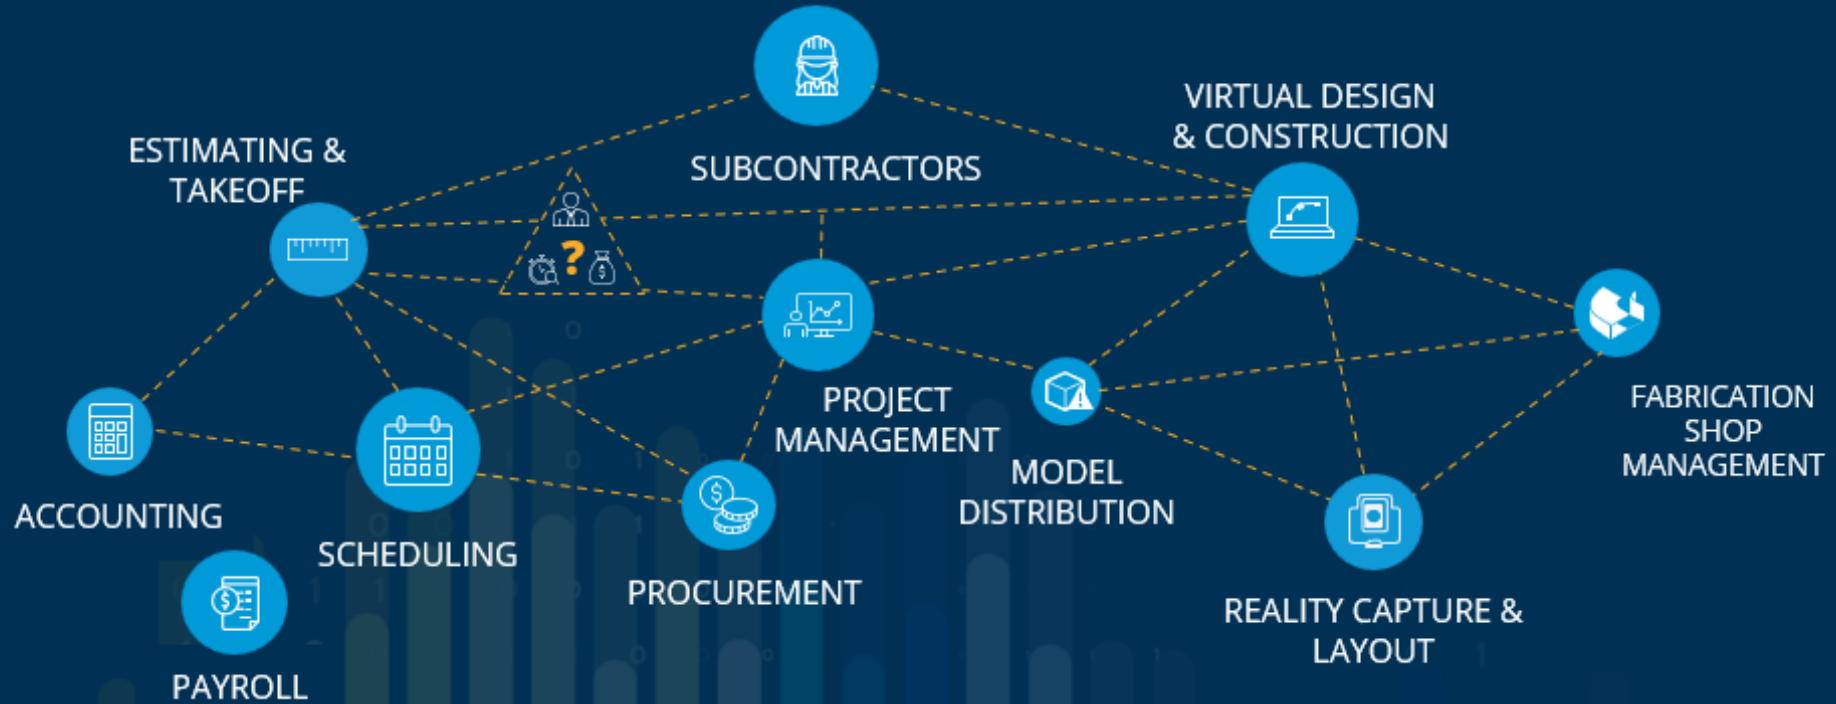 SUBCONTRACTORS
VIRTUAL DESIGN
& CONSTRUCTION
ESTIMATING &
TAKEOFF
?
PROJECT
MANAGEMENT
FABRICATION
SHOP
MANAGEMENT
MODEL
DISTRIBUTION
ACCOUNTING
SCHEDULING
PROCUREMENT
REALITY CAPTURE &
LAYOUT
PAYROLL